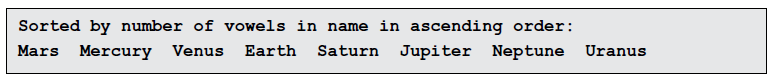 Sorted by number of vowels in name in ascending order:
Mars Mercury Venus Earth Saturn Jupiter Neptune Uranus